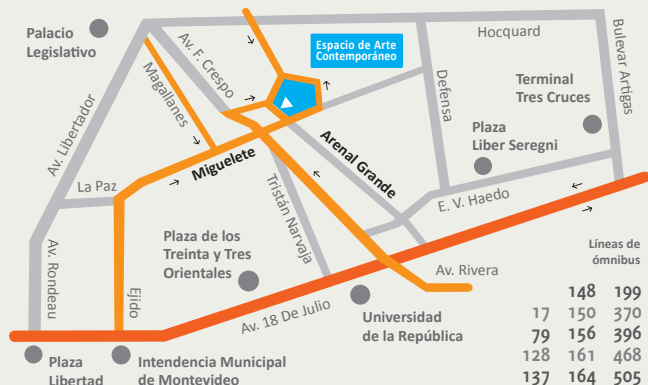 Palacio
Legislativo
Av. Libertador
Magallanes
Av. F. Crespo
Espacio de Arte
Contemporáneo
Hocquard
Bulevar Artigas
Defensa
Terminal
Tres Cruces
Plaza
Liber Seregni
Miguelete
Arenal Grande
La Paz
Tristán Narvaja
E. V. Haedo
Av. Rondeau
Ejido
Plaza de los
Treinta y Tres
Orientales
Av. 18 De Julio
Av. Rivera
Universidad
de la República
Plaza
Libertad
Intendencia Municipal
de Montevideo
Líneas de
ómnibus
148 199
17 150 370
79 156 396
128 161 468
137 164 505